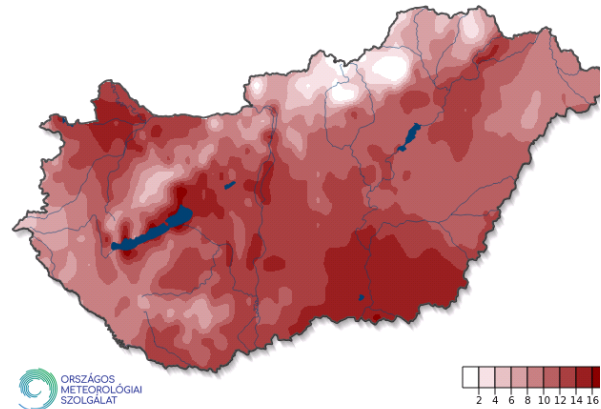 ORSZÁGOS
METEOROLÓGIAI
SZOLGÁLAT
2 4 6 8 10 12 14 16